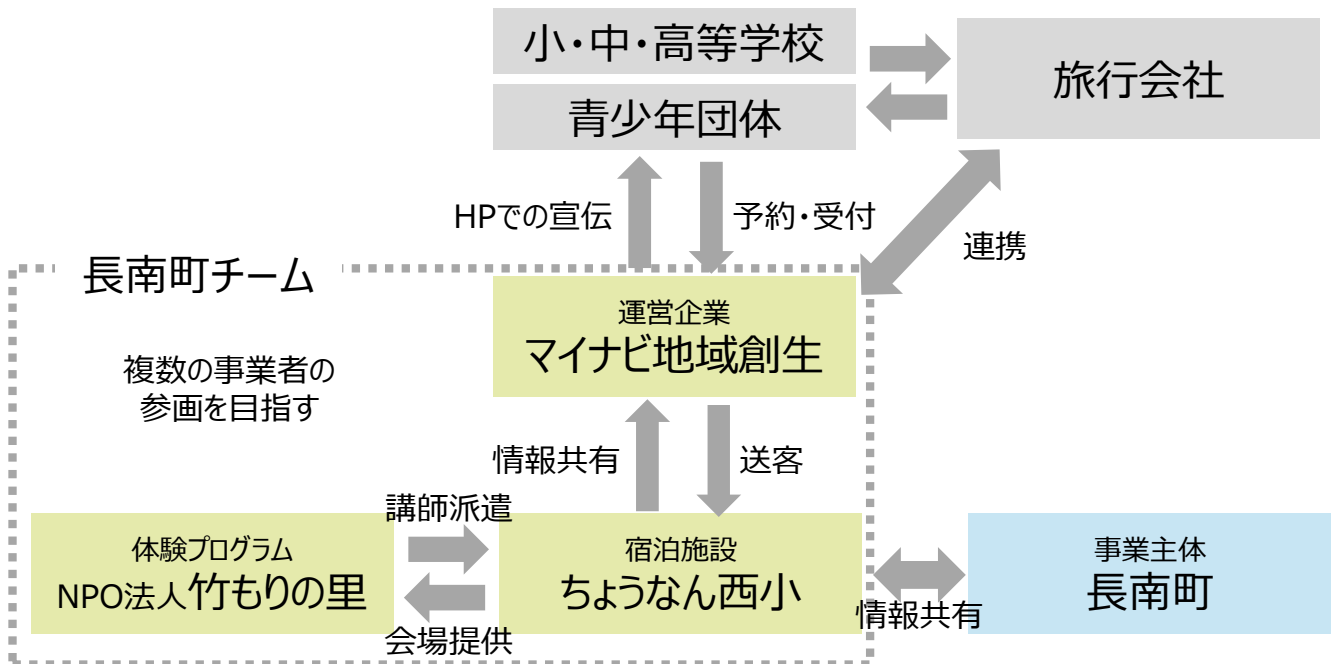 小・中・高等学校
青少年団体
旅行会社
HPでの宣伝
予約・受付
連携
長南町チーム
運営企業
マイナビ地域創生
複数の事業者の
参画を目指す
情報共有
送客
講師派遣
体験プログラム
NPO法人竹もりの里
宿泊施設
ちょうなん西小
事業主体
長南町
情報共有
会場提供